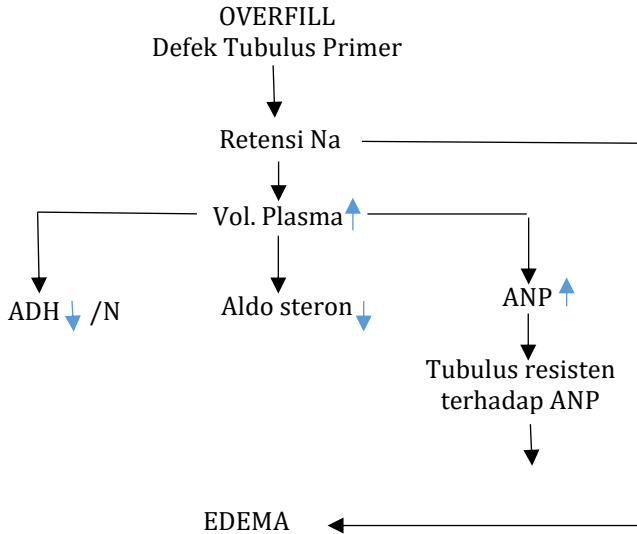 OVERFILL
Defek Tubulus Primer
Retensi Na
Vol. Plasma
ADH /N
Aldo steron
ANP
Tubulus resisten
terhadap ANP
EDEMA